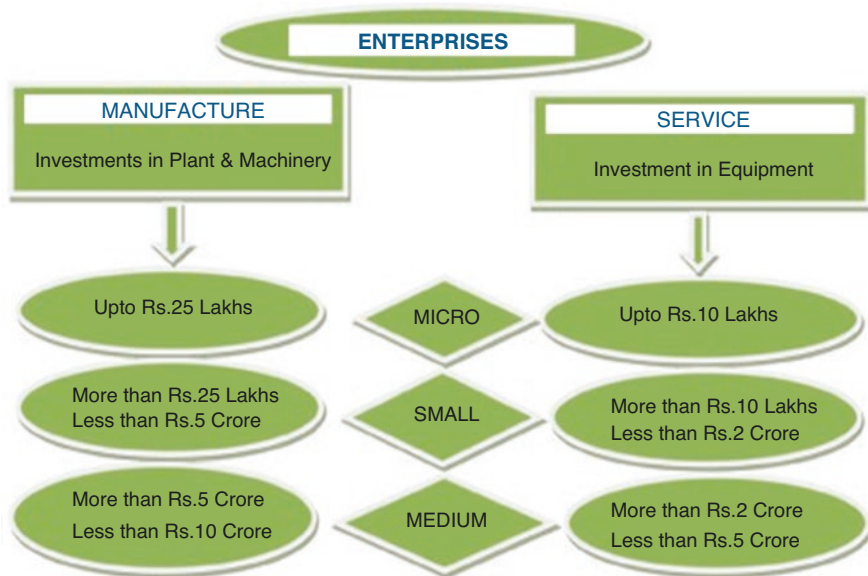 ENTERPRISES
MANUFACTURE
Investments in Plant & Machinery
SERVICE
Investment in Equipment
Upto Rs.25 Lakhs
MICRO
Upto Rs.10 Lakhs
More than Rs.25 Lakhs
Less than Rs.5 Crore
SMALL
More than Rs.10 Lakhs
Less than Rs.2 Crore
More than Rs.5 Crore
Less than Rs.10 Crore
MEDIUM
More than Rs.2 Crore
Less than Rs.5 Crore